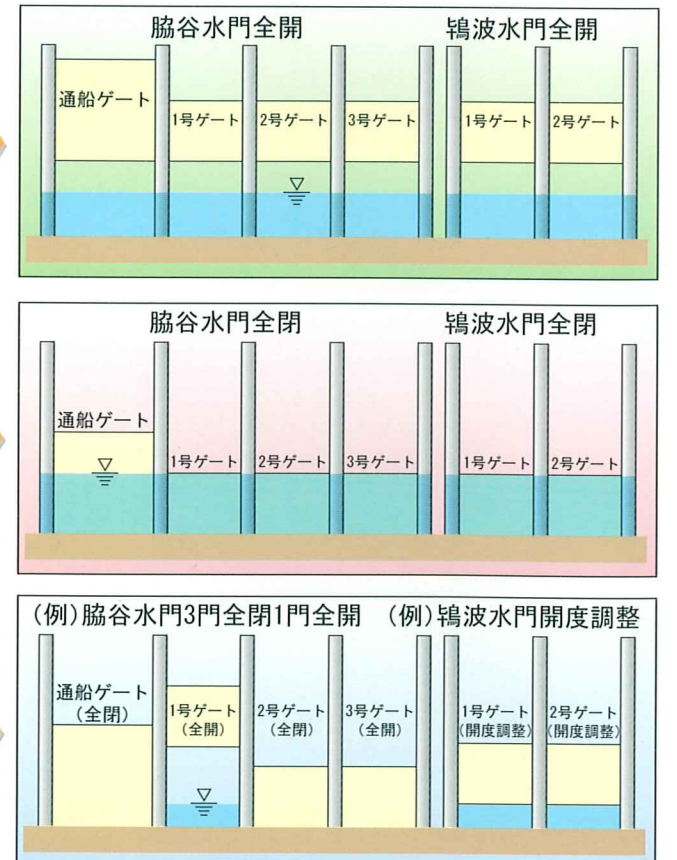 脇谷水門全開
鴇波水門全開
通船ゲート
1号ゲート
2号ゲート
3号ゲート
1号ゲート
2号ゲート
脇谷水門全閉
鴇波水門全閉
通船ゲート
1号ゲート
2号ゲート
3号ゲート
1号ゲート
2号ゲート
(例)脇谷水門3門全閉1門全開
(例)鴇波水門開度調整
通船ゲート
(全閉)
1号ゲート
(全開)
2号ゲート
(全閉)
3号ゲート
(全開)
1号ゲート
(開度調整)
2号ゲート
(開度調整)